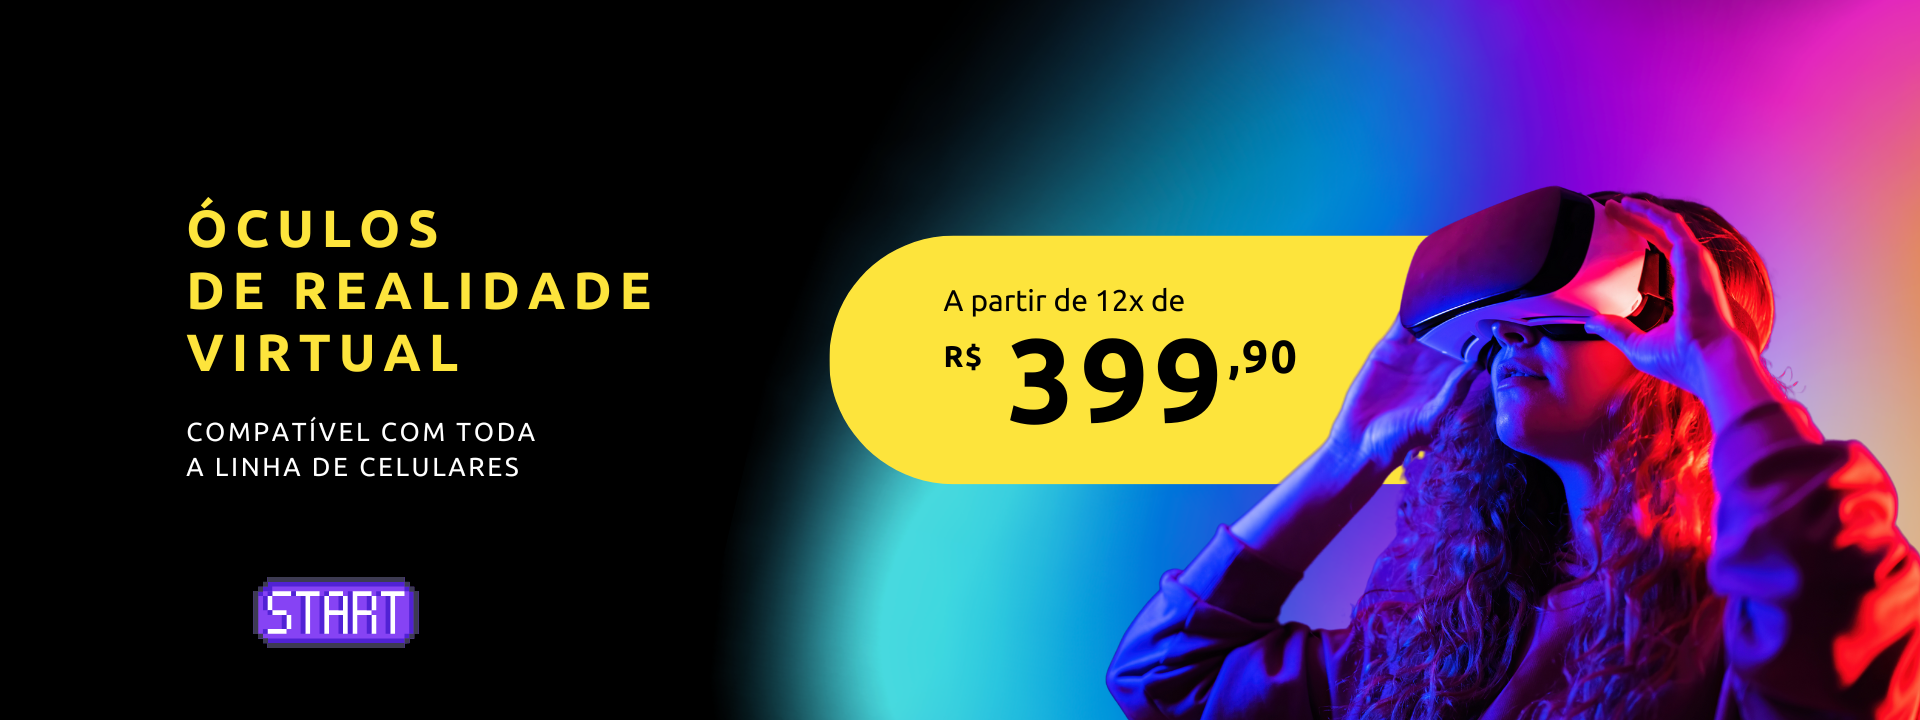 ÓCULOS
DE REALIDADE
VIRTUAL
COMPATÍVEL COM TODA
A LINHA DE CELULARES
START
A partir de 12x de
R$ 399,90